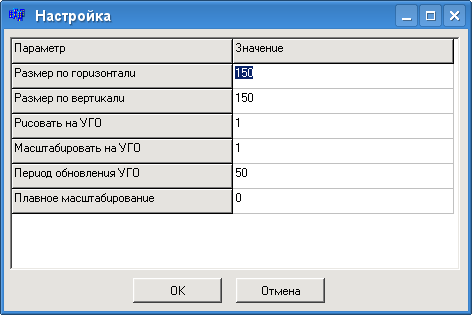 Настройка
Параметр Значение
Размер по горизонтали 150
Размер по вертикали 150
Рисовать на УГО 1
Масштабировать на УГО 1
Период обновления УГО 50
Плавное масштабирование 0
OK Отмена